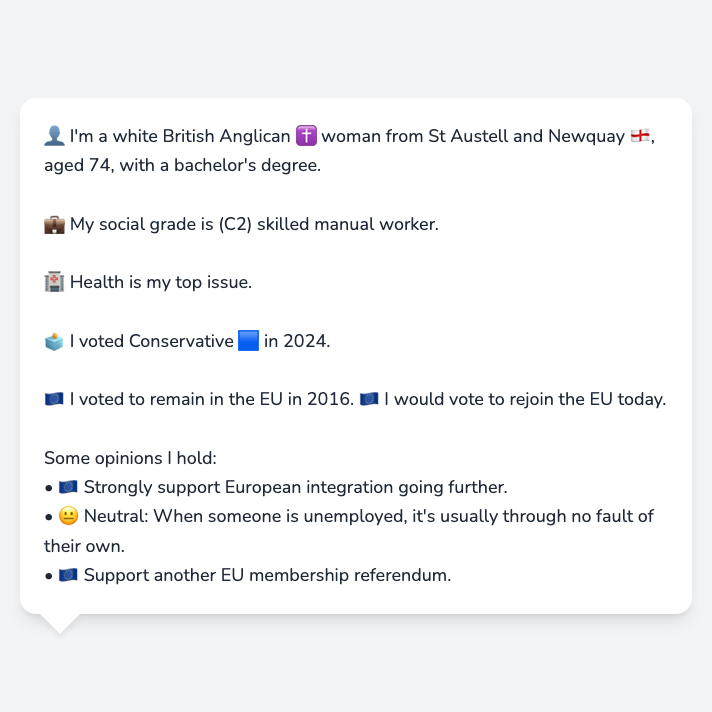 👤 I'm a white British Anglican ✝️ woman from St Austell and Newquay 🏴󠁧󠁢󠁥󠁮󠁧󠁿,
aged 74, with a bachelor's degree.
💼 My social grade is (C2) skilled manual worker.
🏥 Health is my top issue.
🗳️ I voted Conservative 🟦 in 2024.
🇪🇺 I voted to remain in the EU in 2016. 🇪🇺 I would vote to rejoin the EU today.
Some opinions I hold:
• 🇪🇺 Strongly support European integration going further.
• 😐 Neutral: When someone is unemployed, it's usually through no fault of
their own.
• 🇪🇺 Support another EU membership referendum.